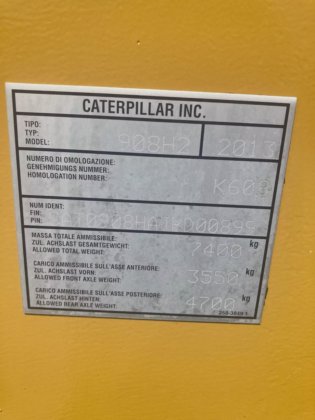 CATERPILLAR INC.
TIPO:
TYP:
MODEL: 908H2 2013
NUMERO DI OMOLOGAZIONE:
GENEHMIGUNGS NUMMER:
HOMOLOGATION NUMBER:
NUM IDENT:
FIN:
PIN:
MASSA TOTALE AMMISSIBILE:
ZUL. ACHSLAST GESAMTGEWICHT: kg
ALLOWED TOTAL WEIGHT:
CARICO AMMISSIBILE SULL'ASSE ANTERIORE:
ZUL. ACHSLAST VORN: 3550 kg
ALLOWED FRONT AXLE WEIGHT:
CARICO AMMISSIBILE SULL'ASSE POSTERIORE:
ZUL. ACHSLAST HINTEN: 4700 kg
ALLOWED REAR AXLE WEIGHT: